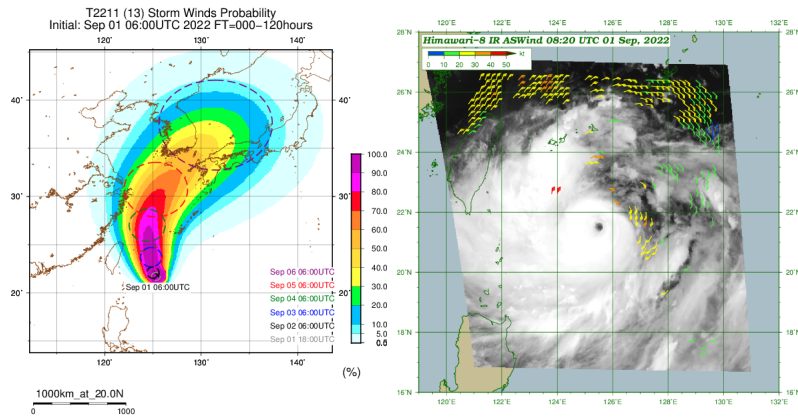 T2211 (13) Storm Winds Probability
Initial: Sep 01 06:00UTC 2022 FT=000−120hours
120˚ 130˚ 140˚
40˚
30˚
20˚
40˚
30˚
20˚
Sep 01 06:00UTC
Sep 06 06:00UTC
Sep 05 06:00UTC
Sep 04 06:00UTC
Sep 03 06:00UTC
Sep 02 06:00UTC
Sep 01 18:00UTC
120˚ 130˚ 140˚
100.0
90.0
80.0
70.0
60.0
50.0
40.0
30.0
20.0
10.0
5.0
(%)
1000km_at_20.0N
0 1000
120°E 122°E 124°E 126°E 128°E 130°E 132°E
28°N
Himawari-8 IR ASWind 08:20 UTC 01 Sep, 2022
kt
0 10 20 30 40 50
26°N
24°N
22°N
20°N
18°N
16°N
28°N
26°N
24°N
22°N
20°N
18°N
16°N
120°E 122°E 124°E 126°E 128°E 130°E 132°E